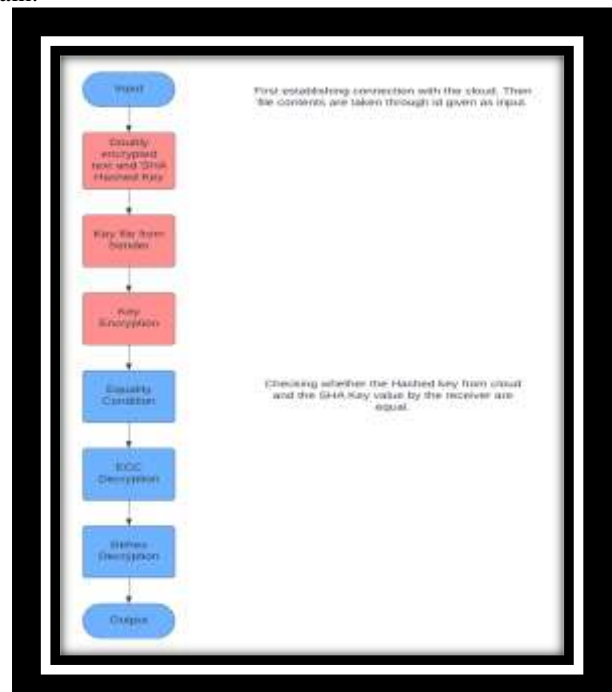 Input
First establishing connection with the cloud. Then
file contents are taken through id given as input.
Doubly
encrypted
text and SHA
Hashed Key
Key file from
Sender
Key
Encryption
Equality
Condition
Checking whether the Hashed key from cloud
and the SHA Key value by the receiver are
equal.
ECC
Decryption
Decryption
Output